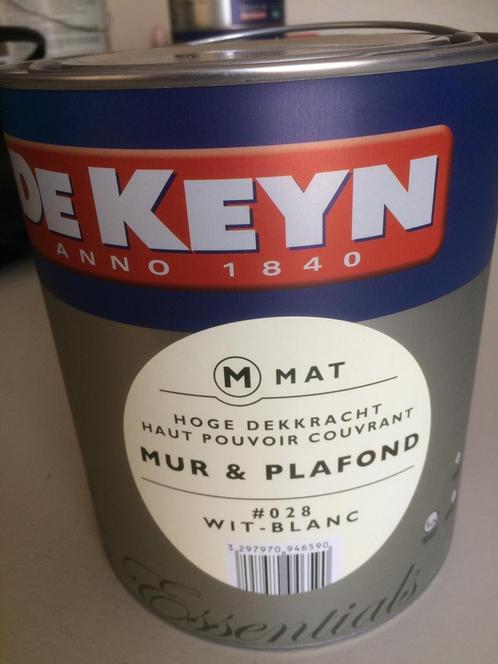 DE KEYN
ANNO 1840
M MAT
HOGE DEKKRACHT
HAUT POUVOIR COUVRANT
MUR & PLAFOND
#028
WIT-BLANC
3 297970 946590
Essentials